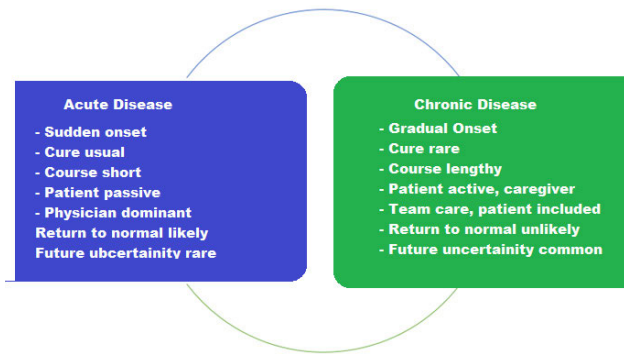 Acute Disease
- Sudden onset
- Cure usual
- Course short
- Patient passive
- Physician dominant
Return to normal likely
Future ubcertainity rare
Chronic Disease
- Gradual Onset
- Cure rare
- Course lengthy
- Patient active, caregiver
- Team care, patient included
- Return to normal unlikely
- Future uncertainity common